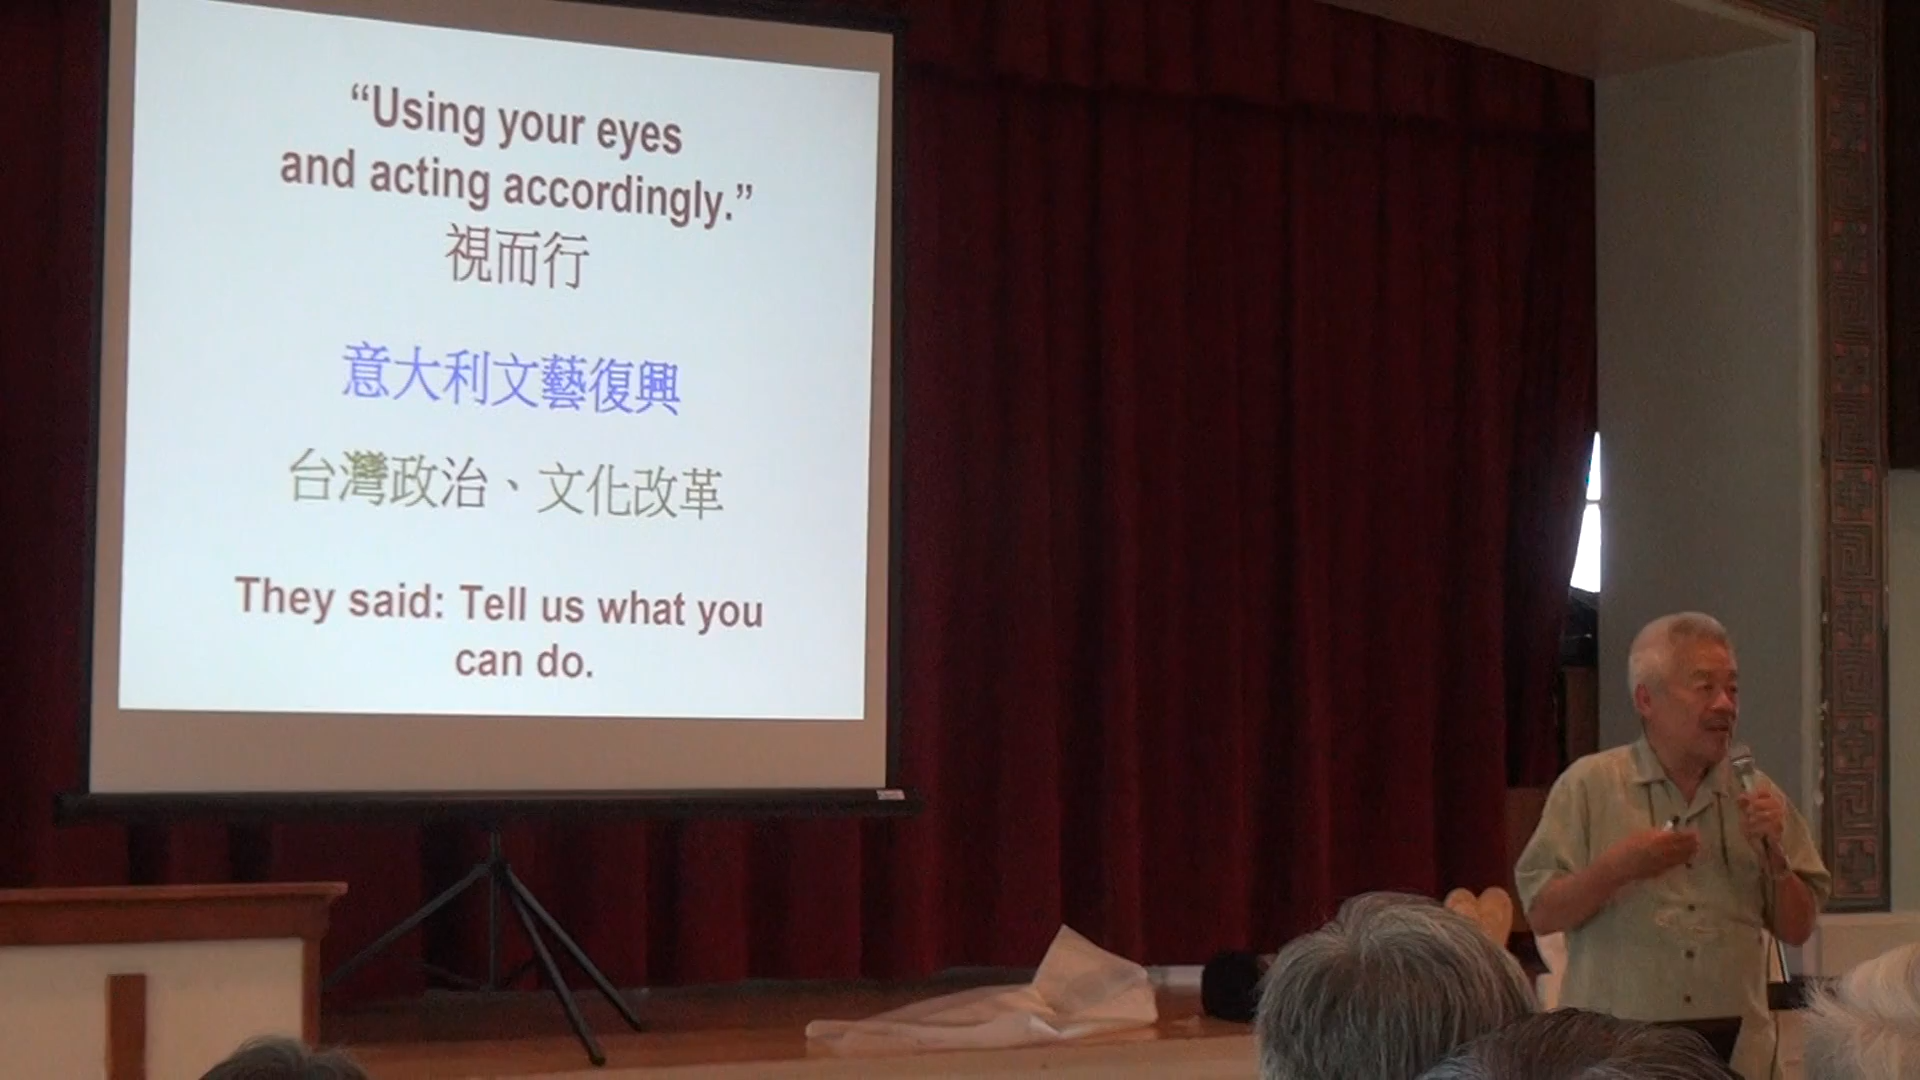 “Using your eyes
and acting accordingly.”
視而行
意大利文藝復興
台灣政治、文化改革
They said: Tell us what you
can do.